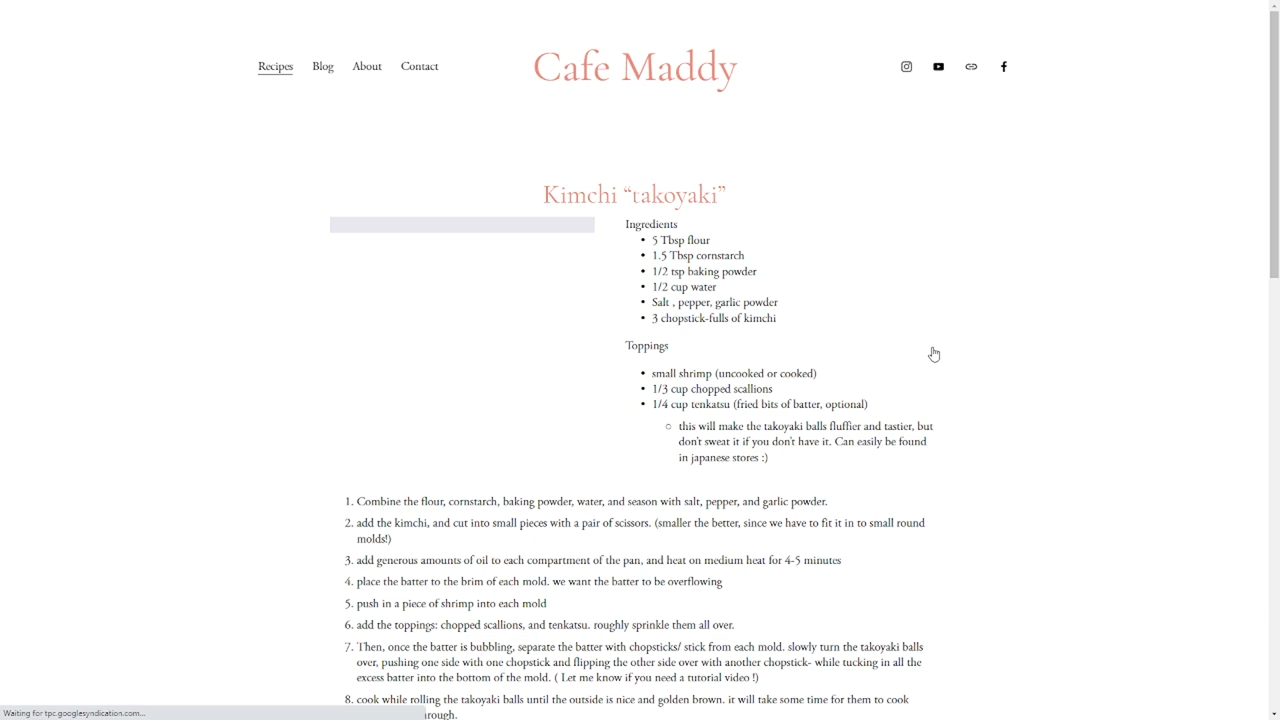 Recipes Blog About Contact
Cafe Maddy
Kimchi “takoyaki”
Ingredients
• 5 Tbsp flour
• 1.5 Tbsp cornstarch
• 1/2 tsp baking powder
• 1/2 cup water
• Salt , pepper, garlic powder
• 3 chopstick-fulls of kimchi
Toppings
• small shrimp (uncooked or cooked)
• 1/3 cup chopped scallions
• 1/4 cup tenkatsu (fried bits of batter, optional)
○ this will make the takoyaki balls fluffier and tastier, but
don’t sweat it if you don’t have it. Can easily be found
in japanese stores :)
1. Combine the flour, cornstarch, baking powder, water, and season with salt, pepper, and garlic powder.
2. add the kimchi, and cut into small pieces with a pair of scissors. (smaller the better, since we have to fit it in to small round
molds!)
3. add generous amounts of oil to each compartment of the pan, and heat on medium heat for 4-5 minutes
4. place the batter to the brim of each mold. we want the batter to be overflowing
5. push in a piece of shrimp into each mold
6. add the toppings: chopped scallions, and tenkatsu. roughly sprinkle them all over.
7. Then, once the batter is bubbling, separate the batter with chopsticks/ stick from each mold. slowly turn the takoyaki balls
over, pushing one side with one chopstick and flipping the other side over with another chopstick- while tucking in all the
excess batter into the bottom of the mold. ( Let me know if you need a tutorial video !)
8. cook while rolling the takoyaki balls until the outside is nice and golden brown. it will take some time for them to cook
Waiting for tpc.googlesyndication.com...